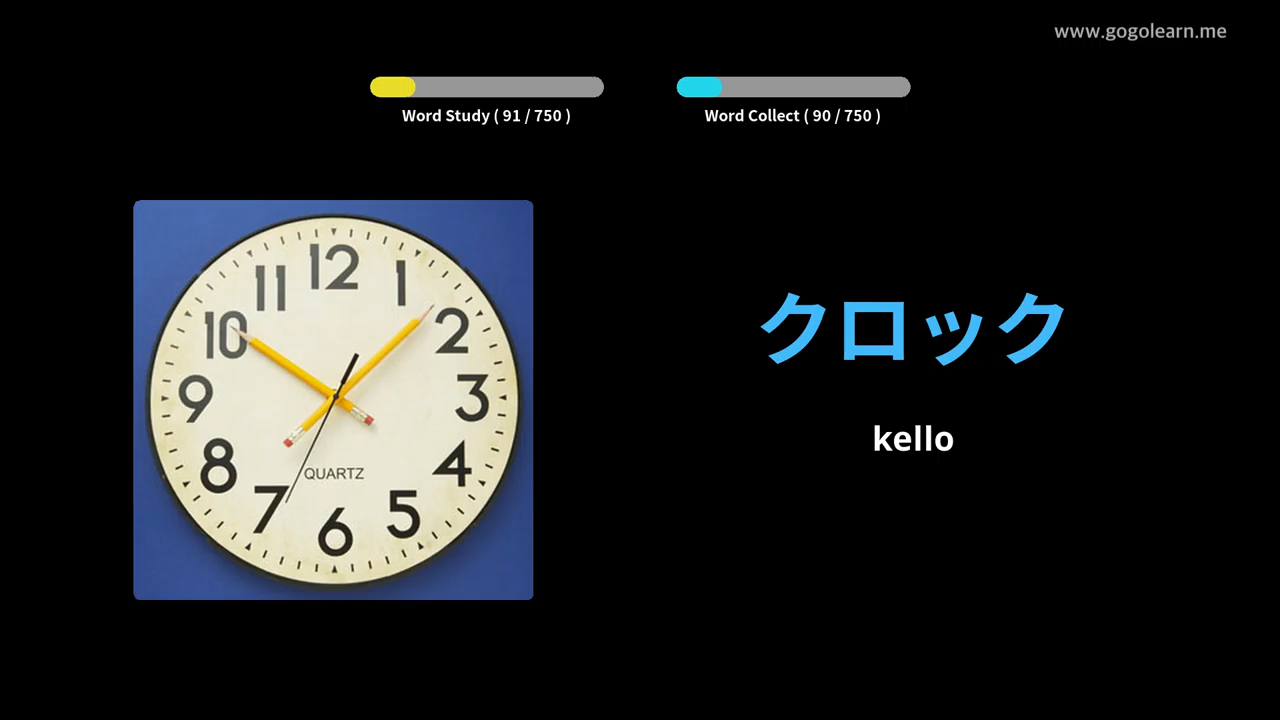 www.gogolearn.me
Word Study ( 91 / 750 )
Word Collect ( 90 / 750 )
12
11
1
10
2
9
3
8
4
7
5
6
QUARTZ
クロック
kello